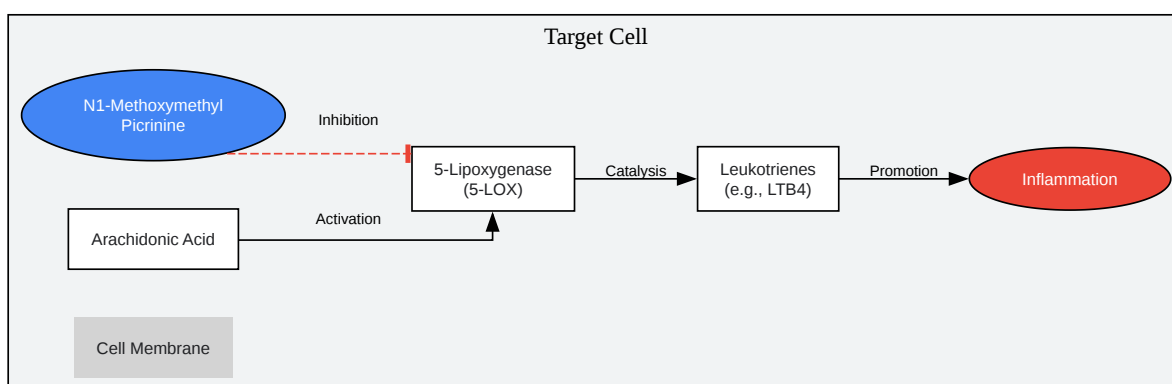 Target Cell
N1-Methoxymethyl
Picrinine
Inhibition
5-Lipoxygenase
(5-LOX)
Catalysis
Leukotrienes
(e.g., LTB4)
Promotion
Inflammation
Arachidonic Acid
Activation
Cell Membrane